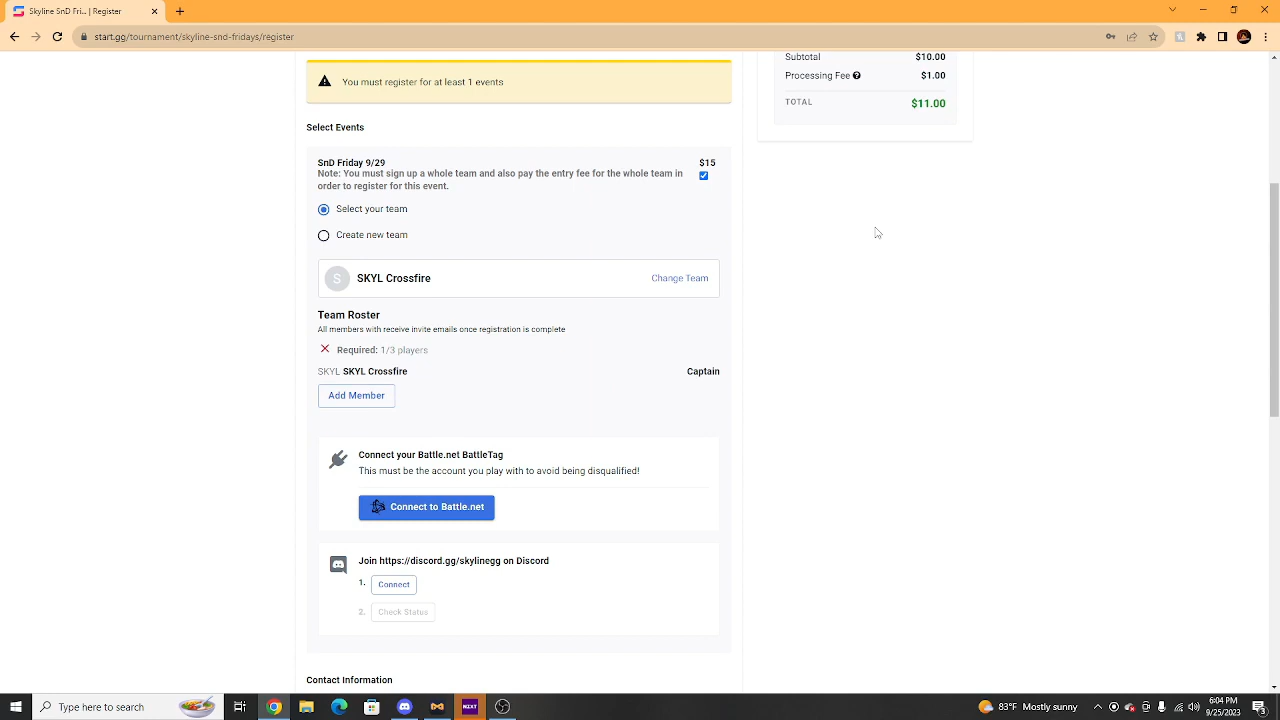 Skyline SnD Fri.. | Register
start.gg/tournament/skyline-snd-fridays/register
Subtotal $10.00
Processing Fee $1.00
TOTAL $11.00
You must register for at least 1 events
Select Events
SnD Friday 9/29 $15
Note: You must sign up a whole team and also pay the entry fee for the whole team in
order to register for this event.
Select your team
Create new team
S SKYL Crossfire Change Team
Team Roster
All members with receive invite emails once registration is complete
Required: 1/3 players
SKYL SKYL Crossfire Captain
Add Member
Connect your Battle.net BattleTag
This must be the account you play with to avoid being disqualified!
Connect to Battle.net
Join https://discord.gg/skylinegg on Discord
1. Connect
2. Check Status
Contact Information
Type here to search
NEXT
83°F Mostly sunny
6:04 PM
9/25/2023